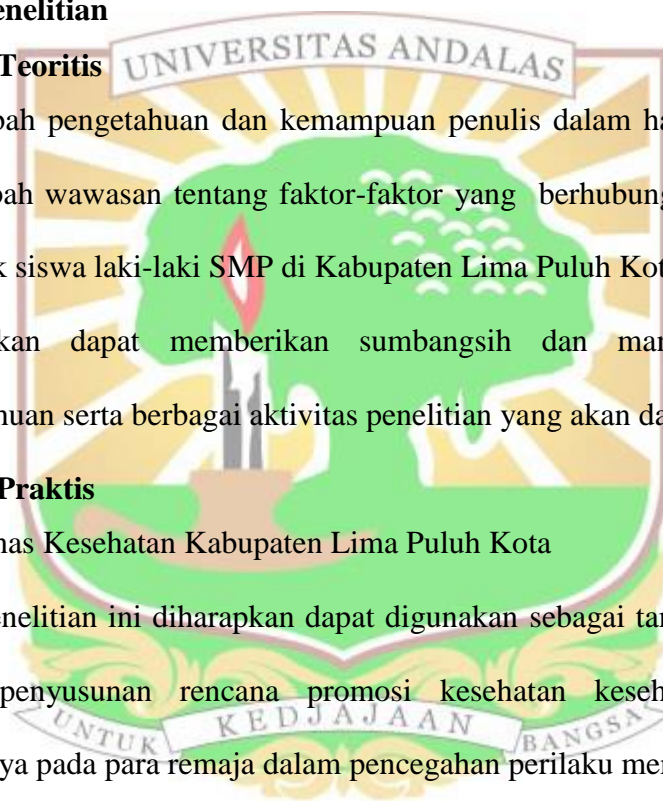 enelitian
UNIVERSITAS ANDALAS
Teoritis
bah pengetahuan dan kemampuan penulis dalam ha
bah wawasan tentang faktor-faktor yang berhubung
k siswa laki-laki SMP di Kabupaten Lima Puluh Kot
kan dapat memberikan sumbangsih dan man
huan serta berbagai aktivitas penelitian yang akan da
Praktis
nas Kesehatan Kabupaten Lima Puluh Kota
enelitian ini diharapkan dapat digunakan sebagai tan
penyusunan rencana promosi kesehatan keseh
ya pada para remaja dalam pencegahan perilaku mer
UNTUK KEDJAJAAN BANGSA